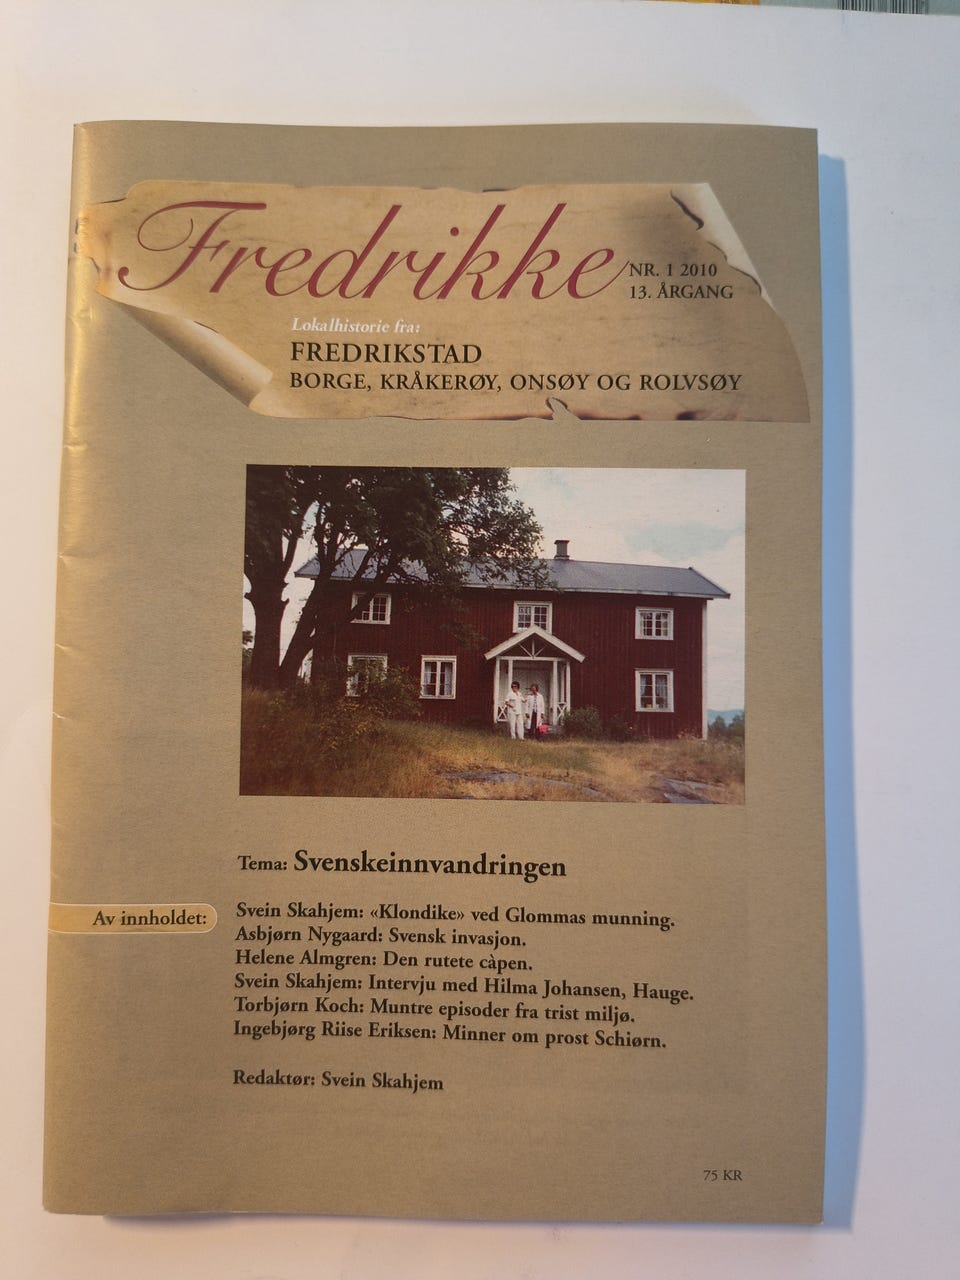 Fredrikke
NR. 1 2010
13. ÅRGANG
Lokalhistorie fra:
FREDRIKSTAD
BORGE, KRÅKERØY, ONSØY OG ROLVSØY
Tema: Svenskeinnvandringen
Av innholdet:
Svein Skahjem: «Klondike» ved Glommas munning.
Asbjørn Nygaard: Svensk invasjon.
Helene Almgren: Den rutete càpen.
Svein Skahjem: Intervju med Hilma Johansen, Hauge.
Torbjørn Koch: Muntre episoder fra trist miljø.
Ingebjørg Riise Eriksen: Minner om prost Schiørn.
Redaktør: Svein Skahjem
75 KR